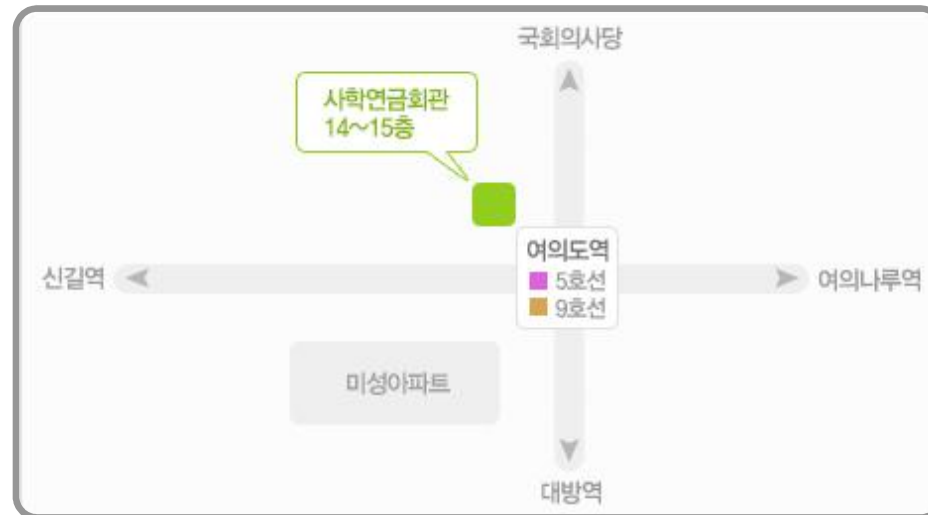 국회의사당
사학연금회관
14~15층
여의도역
5호선
9호선
신길역
여의나루역
미성아파트
대방역